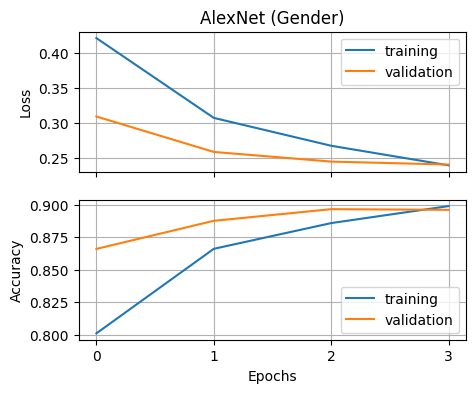 AlexNet (Gender)
0.40
0.35
0.30
0.25
Loss
training
validation
0.900
0.875
0.850
0.825
0.800
Accuracy
training
validation
0
1
2
3
Epochs